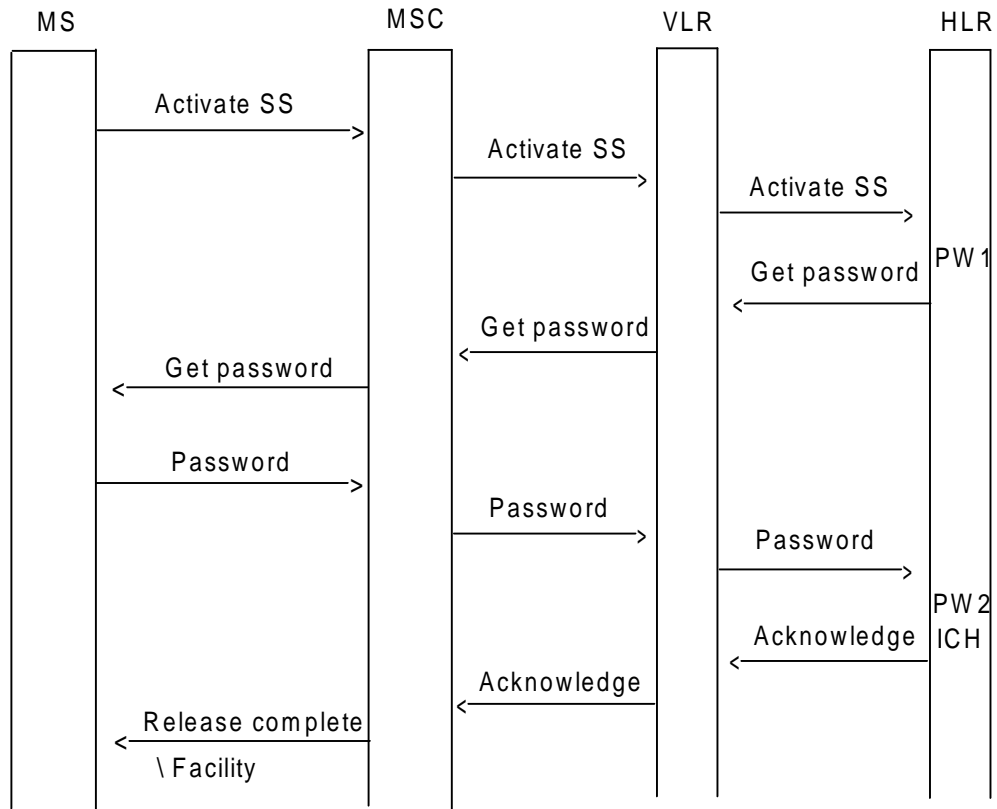 MS MSC VLR HLR
Activate SS
Activate SS
Activate SS
PW1
Get password
Get password
Get password
Password
Password
Password
PW2
ICH
Acknowledge
Acknowledge
Release complete
\ Facility